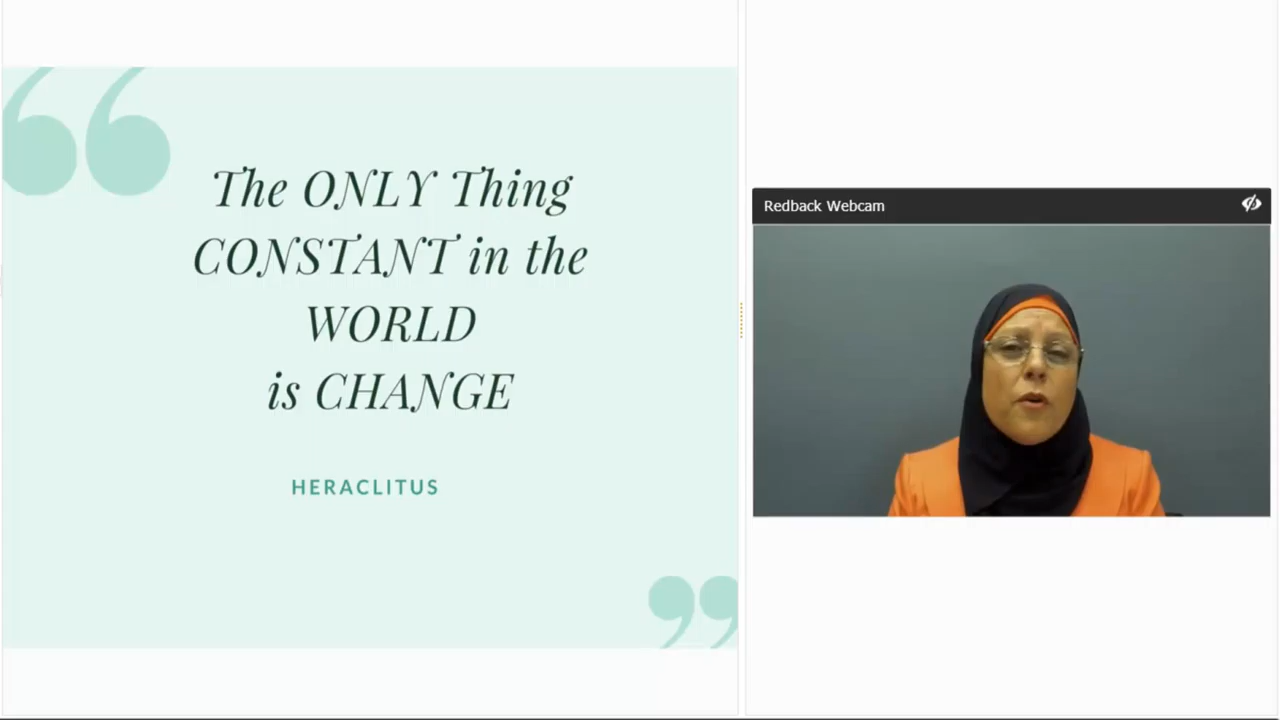 The ONLY Thing
CONSTANT in the
WORLD
is CHANGE
HERACLITUS
Redback Webcam